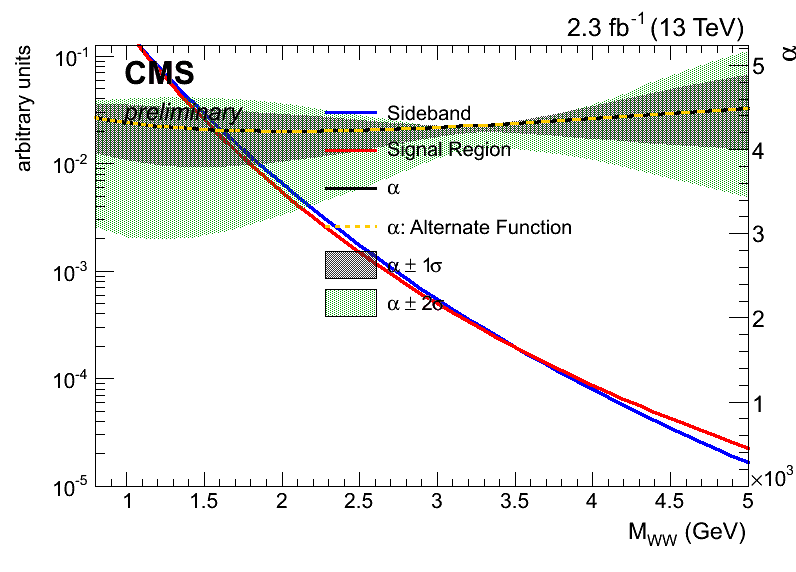 2.3 fb-1 (13 TeV)
arbitrary units
α
CMS
preliminary
10-1
10-2
10-3
10-4
10-5
5
4
3
2
1
Sideband
Signal Region
α
α: Alternate Function
α ± 1σ
α ± 2σ
×103
1 1.5 2 2.5 3 3.5 4 4.5 5
MWW (GeV)